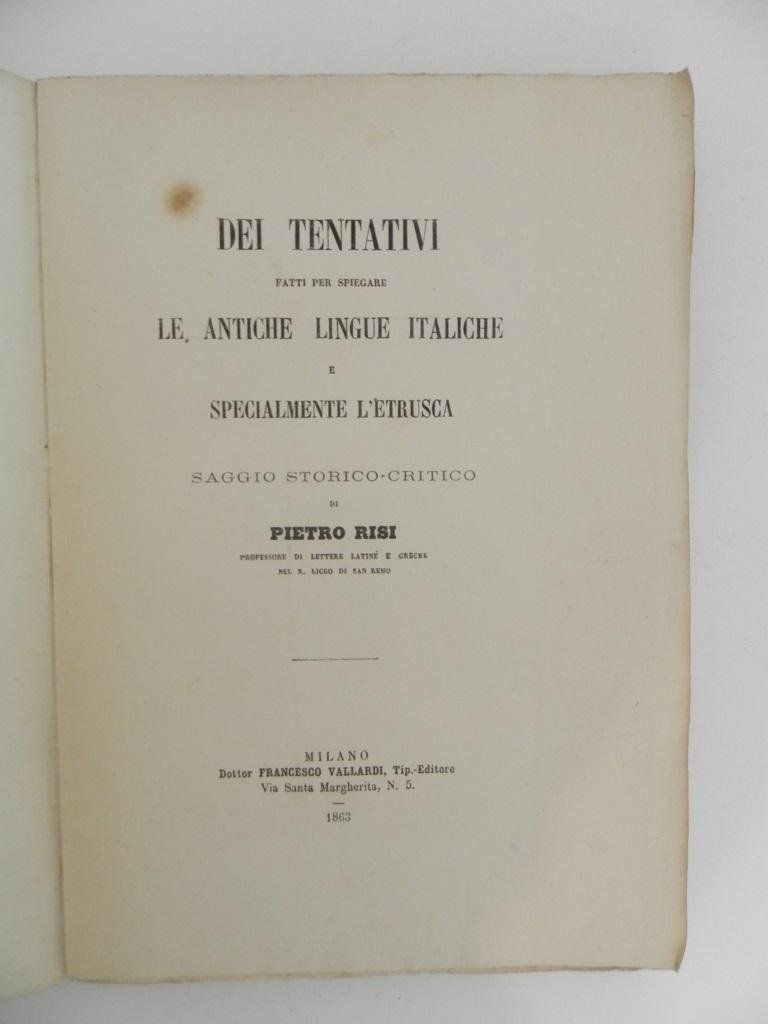 DEI TENTATIVI
FATTI PER SPIEGARE
LE ANTICHE LINGUE ITALICHE
E
SPECIALMENTE L'ETRUSCA
SAGGIO STORICO-CRITICO
DI
PIETRO RISI
PROFESSORE DI LETTERE LATINE E GRECHE
NEL R. LICEO DI SAN REMO
MILANO
Dottor FRANCESCO VALLARDI, Tip.-Editore
Via Santa Margherita, N. 5.
1863